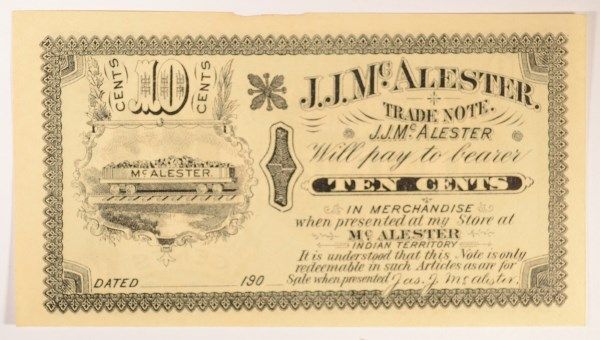 CENTS
.10
CENTS
McALESTER.
DATED 190
J.J. McALESTER.
TRADE NOTE.
J.J. McALESTER
Will pay to bearer
TEN CENTS
IN MERCHANDISE
when presented at my Store at
McALESTER
INDIAN TERRITORY
It is understood that this Note is only
redeemable in such Articles as are for
Sale when presented Jas. J. McAlester.